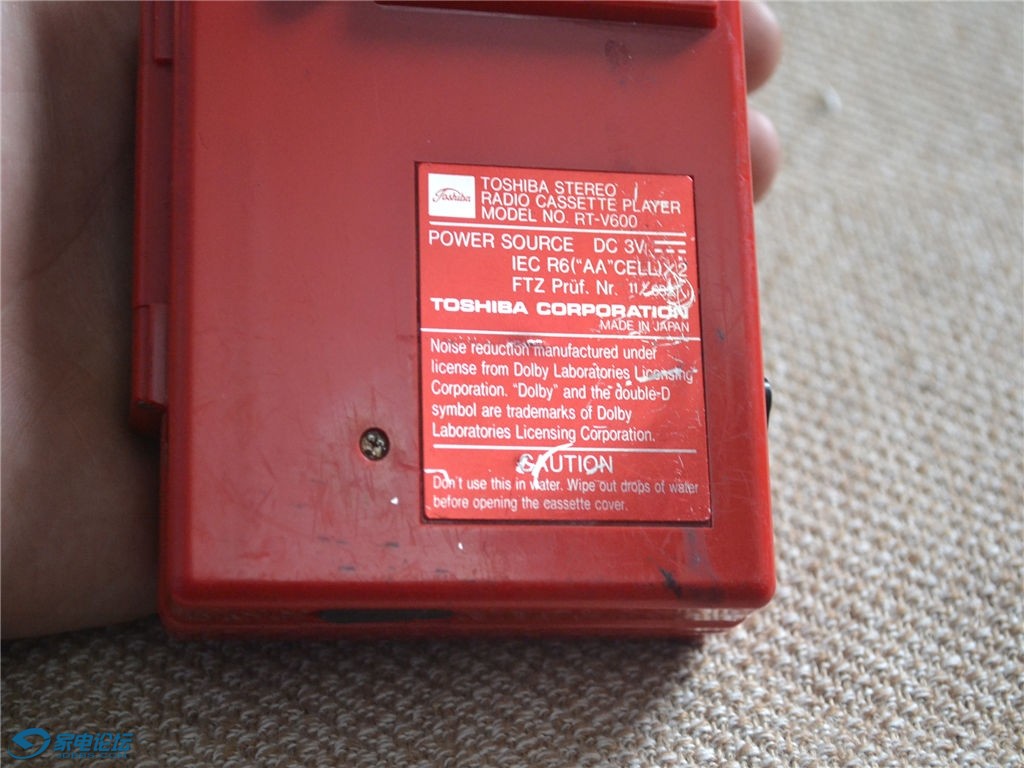 Toshiba
TOSHIBA STEREO
RADIO CASSETTE PLAYER
MODEL NO. RT-V600
POWER SOURCE DC 3V
IEC R6("AA"CELL)X2
FTZ Prüf. Nr.
TOSHIBA CORPORATION
MADE IN JAPAN
Noise reduction manufactured under
license from Dolby Laboratories Licensing
Corporation. "Dolby" and the double-D
symbol are trademarks of Dolby
Laboratories Licensing Corporation.
CAUTION
Don't use this in water. Wipe out drops of water
before opening the cassette cover.
家电论坛